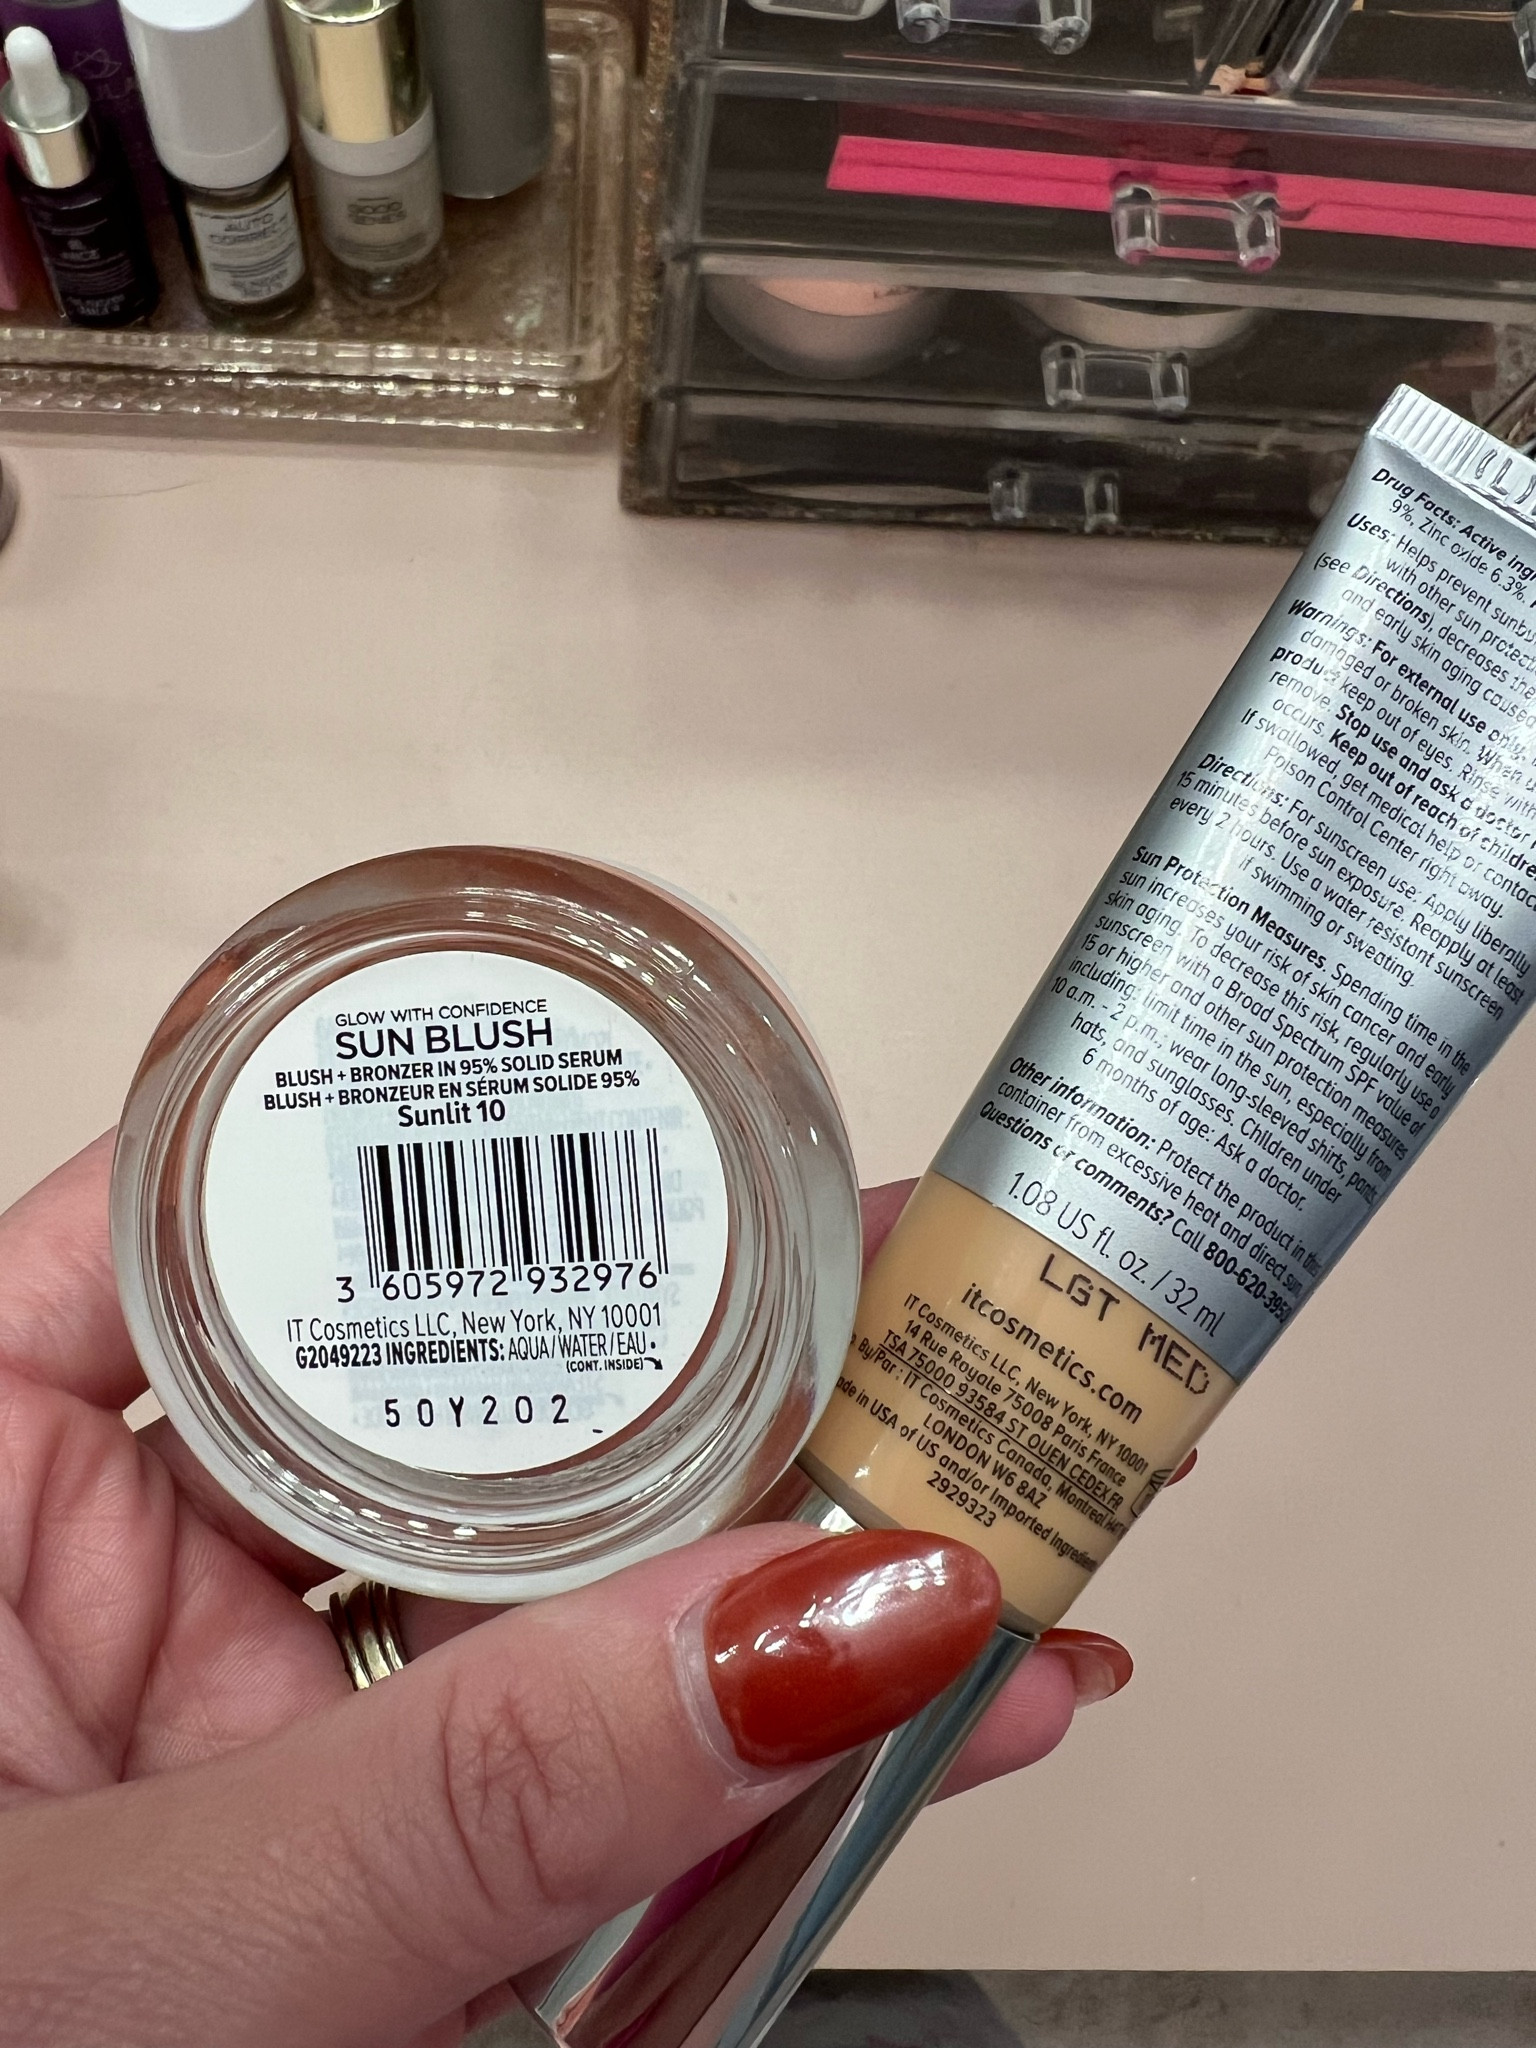 AUTO
CORRECT
GOOD
GENES
GLOW WITH CONFIDENCE
SUN BLUSH
BLUSH + BRONZER IN 95% SOLID SERUM
BLUSH + BRONZEUR EN SÉRUM SOLIDE 95%
Sunlit 10
3 605972 932976
IT Cosmetics LLC, New York, NY 10001
G2049223 INGREDIENTS: AQUA / WATER / EAU •
(CONT. INSIDE)
50Y202
Drug Facts: Active
9%, Zinc oxide 6.3%.
Uses: Helps prevent
with other sun
(see Directions), decreases the
and early skin aging caused
Warnings: For external use only.
damaged or broken skin. When
product keep out of eyes. Rinse with
remove. Stop use and ask a doctor
occurs. Keep out of reach of children.
If swallowed, get medical help or contact
Poison Control Center right away.
Directions: For sunscreen use: Apply liberally
15 minutes before sun exposure. Reapply at least
every 2 hours. Use a water resistant sunscreen
if swimming or sweating.
Sun Protection Measures. Spending time in the
sun increases your risk of skin cancer and early
skin aging. To decrease this risk, regularly use a
sunscreen with a Broad Spectrum SPF value of
15 or higher and other sun protection measures
including: limit time in the sun, especially from
10 a.m. - 2 p.m.; wear long-sleeved shirts, pants,
hats, and sunglasses. Children under
6 months of age: Ask a doctor.
Other information: Protect the product in this
container from excessive heat and direct sun.
Questions or comments? Call 800-620-3950
1.08 US fl. oz. / 32 ml
LGT MED
itcosmetics.com
IT Cosmetics LLC, New York, NY 10001
14 Rue Royale 75008 Paris France
TSA 75000 93584 ST OUEN CEDEX FR
By/Par : IT Cosmetics Canada, Montreal
LONDON W6 8AZ
in USA of US and/or Imported Ingredients
2929323